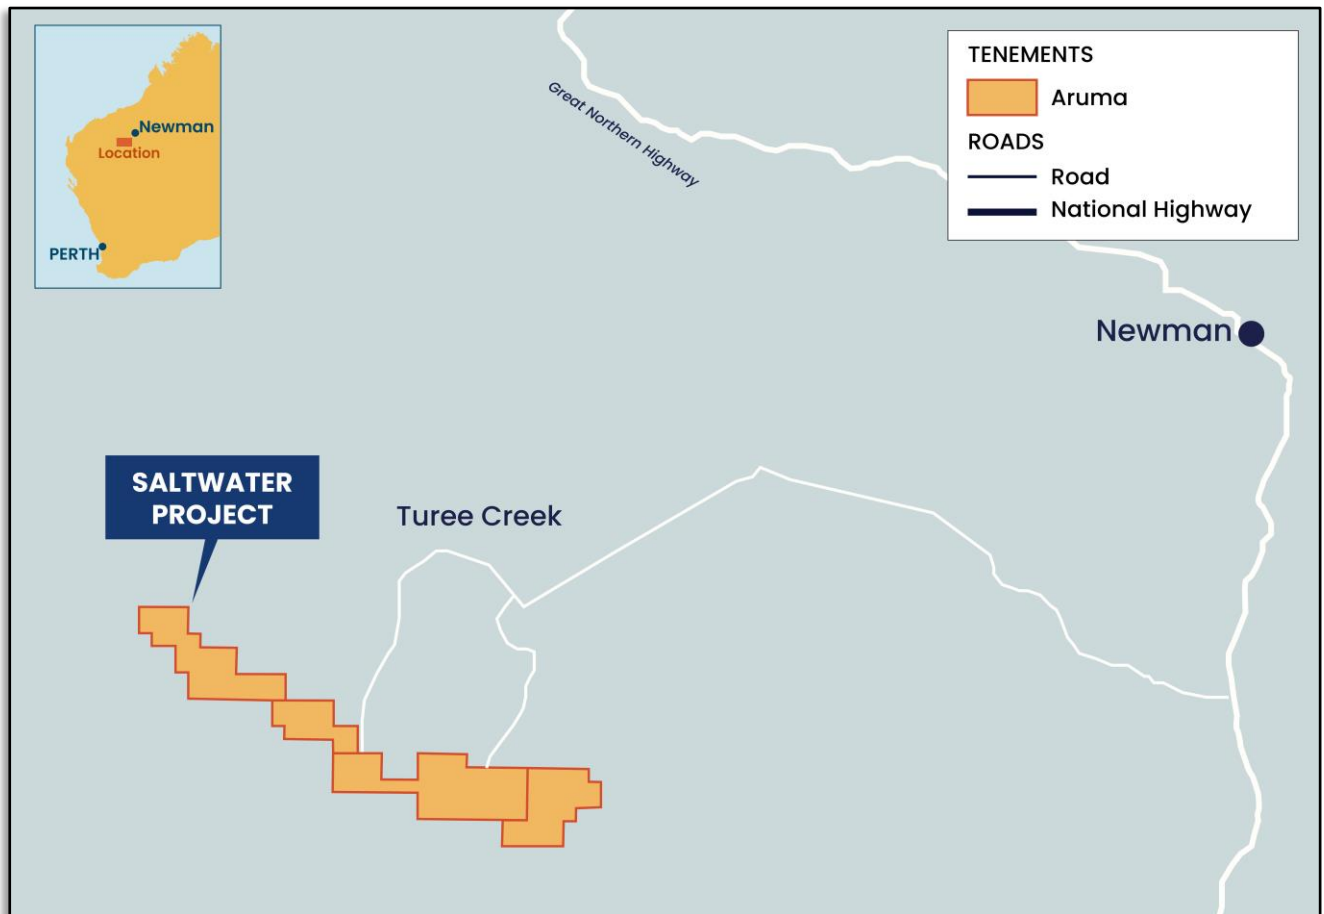 Newman
Location
PERTH
Great Northern Highway
TENEMENTS
Aruma
ROADS
Road
National Highway
Newman
SALTWATER
PROJECT
Turee Creek